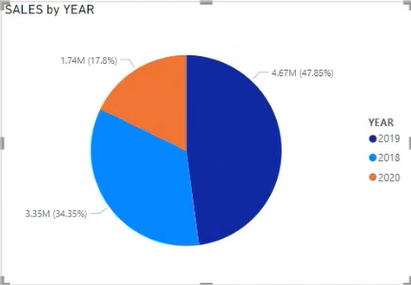 SALES by YEAR
1.74M (17.8%)
4.67M (47.85%)
YEAR
2019
2018
2020
3.35M (34.35%)